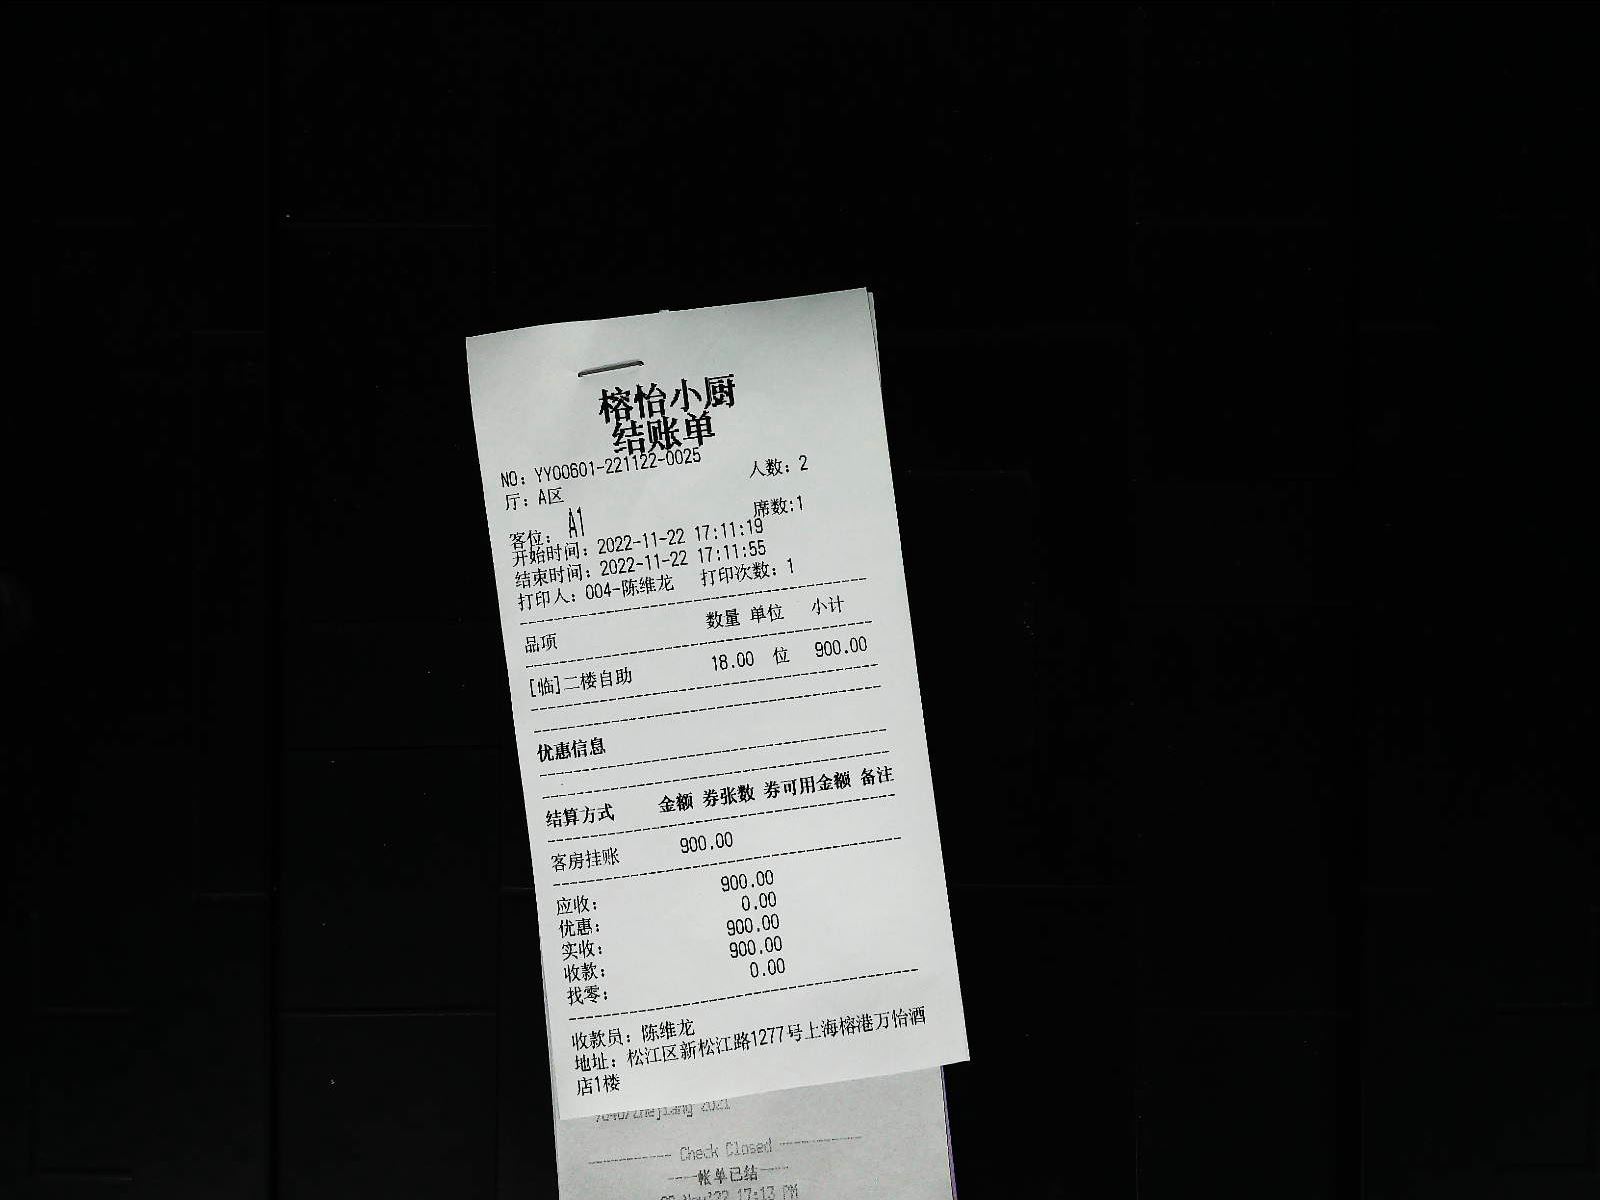 榕怡小厨
结账单
NO: YY00601-221122-0025
人数: 2
厅: A区
席数:1
客位: A1
开始时间: 2022-11-22 17:11:19
结束时间: 2022-11-22 17:11:55
打印人: 004-陈维龙 打印次数: 1
品项 数量 单位 小计
[临]二楼自助 18.00 位 900.00
优惠信息
结算方式 金额 券张数 券可用金额 备注
客房挂账 900.00
应收: 900.00
优惠: 0.00
实收: 900.00
收款: 900.00
找零: 0.00
收款员: 陈维龙
地址: 松江区新松江路1277号上海榕港万怡酒
店1楼
Zhejiang 2021
Check Closed
帐单已结
Nov'22 17:13 PM